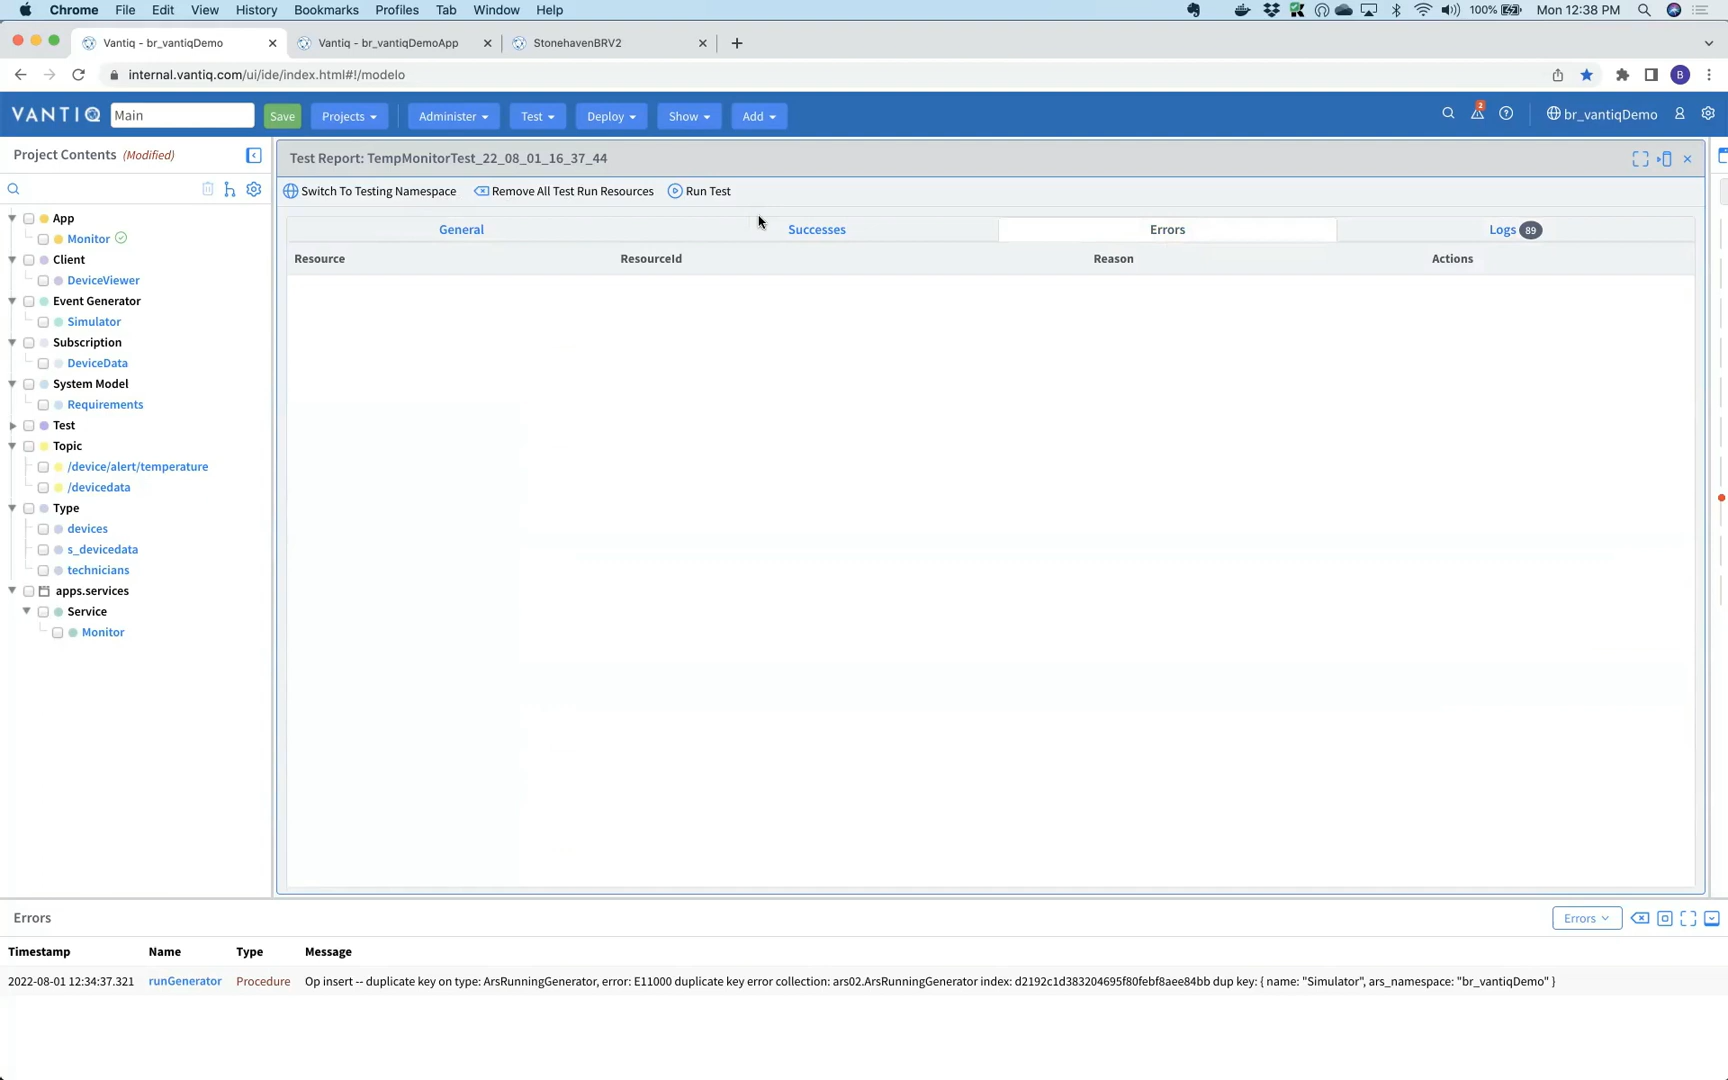 Chrome File Edit View History Bookmarks Profiles Tab Window Help 100% Mon 12:38 PM
Vantiq - br_vantiqDemo Vantiq - br_vantiqDemoApp StonehavenBRV2
internal.vantiq.com/ui/ide/index.html#!/modelo B
VANTIQ Main Save Projects Administer Test Deploy Show Add 2 br_vantiqDemo
Project Contents (Modified)
Test Report: TempMonitorTest_22_08_01_16_37_44
Switch To Testing Namespace Remove All Test Run Resources Run Test
App
Monitor
Client
DeviceViewer
Event Generator
Simulator
Subscription
DeviceData
System Model
Requirements
Test
Topic
/device/alert/temperature
/devicedata
Type
devices
s_devicedata
technicians
apps.services
Service
Monitor
General Successes Errors Logs 89
Resource ResourceId Reason Actions
Errors Errors
Timestamp Name Type Message
2022-08-01 12:34:37.321 runGenerator Procedure Op insert -- duplicate key on type: ArsRunningGenerator, error: E11000 duplicate key error collection: ars02.ArsRunningGenerator index: d2192c1d383204695f80febf8aee84bb dup key: { name: "Simulator", ars_namespace: "br_vantiqDemo" }